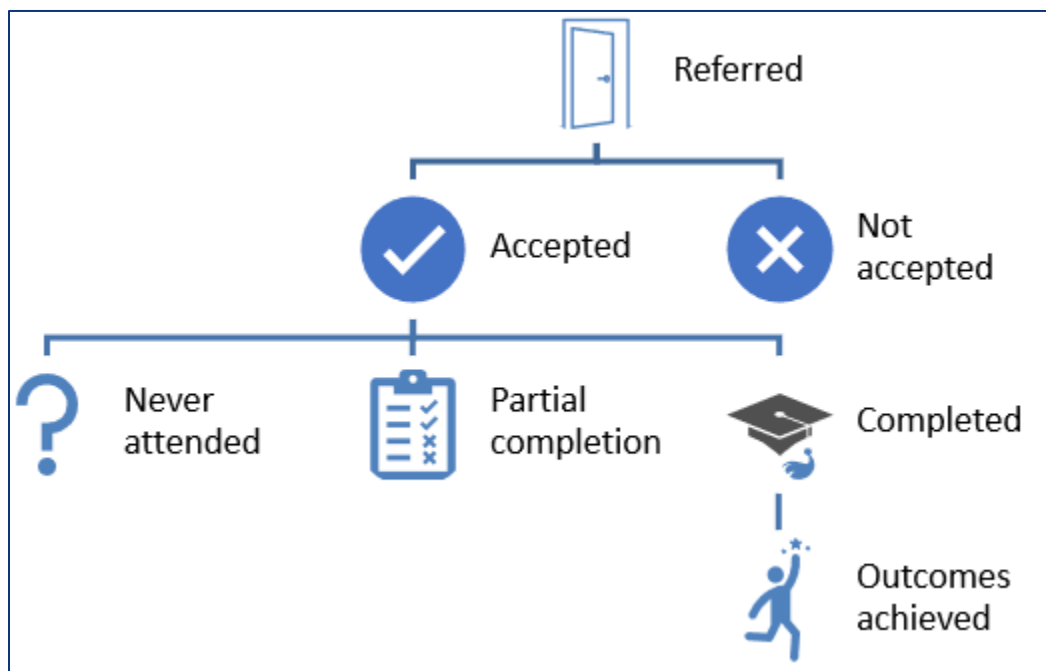 Referred
Accepted
Not
accepted
Never
attended
Partial
completion
Completed
Outcomes
achieved